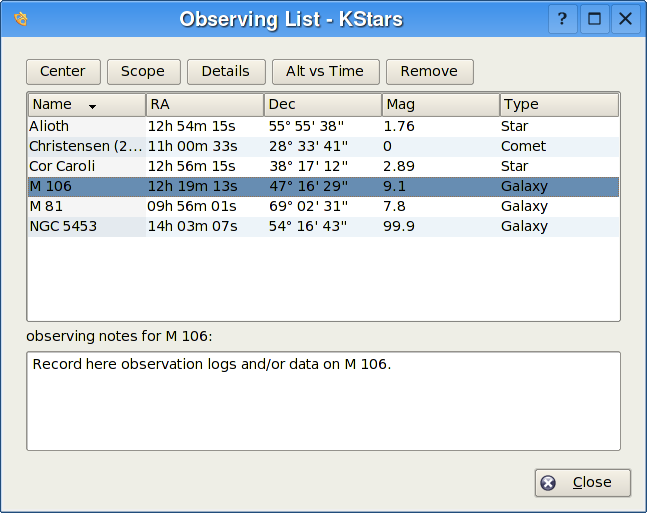 Observing List - KStars
Center Scope Details Alt vs Time Remove
Name RA Dec Mag Type
Alioth 12h 54m 15s 55° 55' 38" 1.76 Star
Christensen (2... 11h 00m 33s 28° 33' 41" 0 Comet
Cor Caroli 12h 56m 15s 38° 17' 12" 2.89 Star
M 106 12h 19m 13s 47° 16' 29" 9.1 Galaxy
M 81 09h 56m 01s 69° 02' 31" 7.8 Galaxy
NGC 5453 14h 03m 07s 54° 16' 43" 99.9 Galaxy
observing notes for M 106:
Record here observation logs and/or data on M 106.
Close